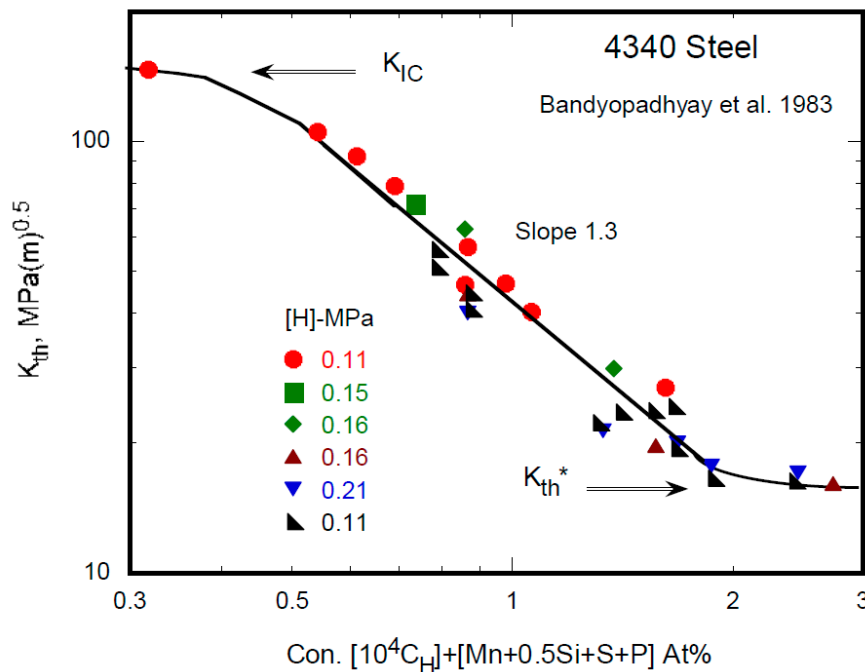 4340 Steel
K_IC
Bandyopadhyay et al. 1983
100
Slope 1.3
K_th, MPa(m)^0.5
[H]-MPa
0.11
0.15
0.16
0.16
0.21
0.11
K_th*
10
0.3
0.5
1
2
3
Con. [10^4C_H]+[Mn+0.5Si+S+P] At%